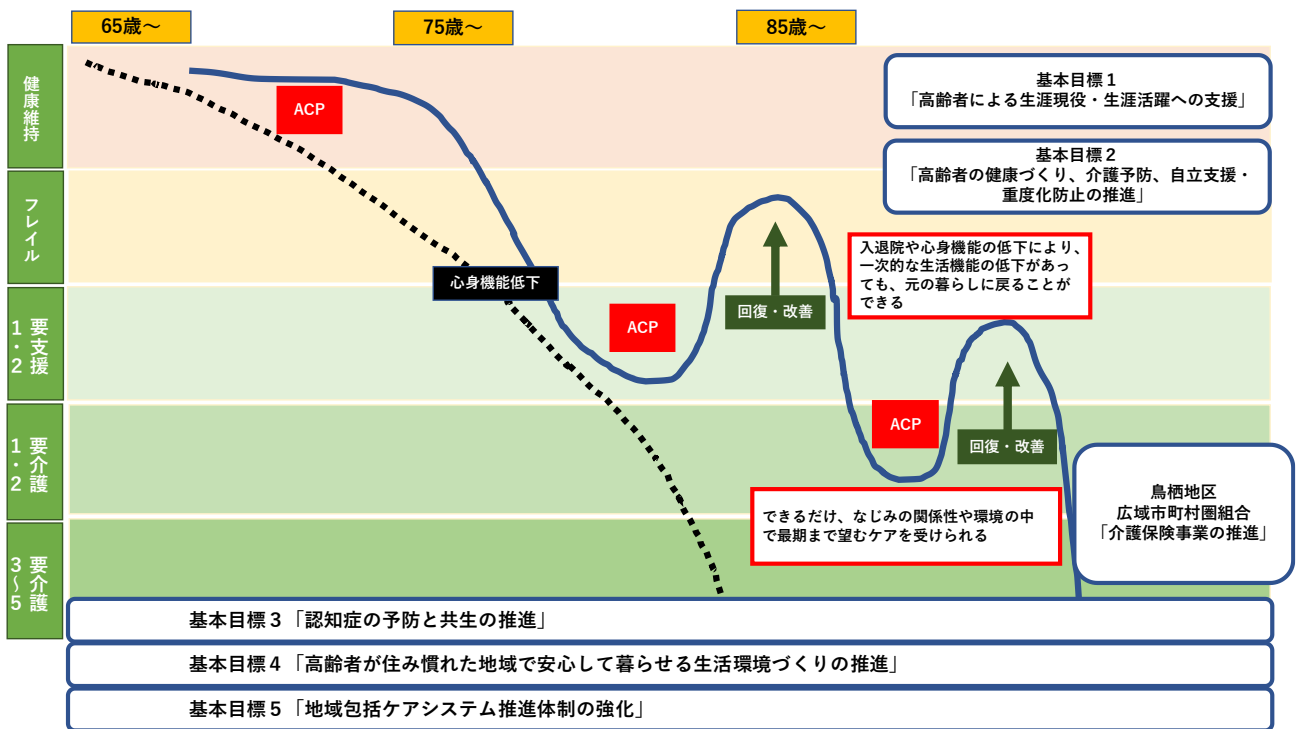 65歳～
75歳～
85歳～
健康維持
フレイル
要支援
1・2
要介護
1・2
要介護
3～5
ACP
心身機能低下
ACP
回復・改善
ACP
回復・改善
基本目標１
「高齢者による生涯現役・生涯活躍への支援」
基本目標２
「高齢者の健康づくり、介護予防、自立支援・
重度化防止の推進」
入退院や心身機能の低下により、
一次的な生活機能の低下があっ
ても、元の暮らしに戻ることが
できる
できるだけ、なじみの関係性や環境の中
で最期まで望むケアを受けられる
鳥栖地区
広域市町村圏組合
「介護保険事業の推進」
基本目標３「認知症の予防と共生の推進」
基本目標４「高齢者が住み慣れた地域で安心して暮らせる生活環境づくりの推進」
基本目標５「地域包括ケアシステム推進体制の強化」